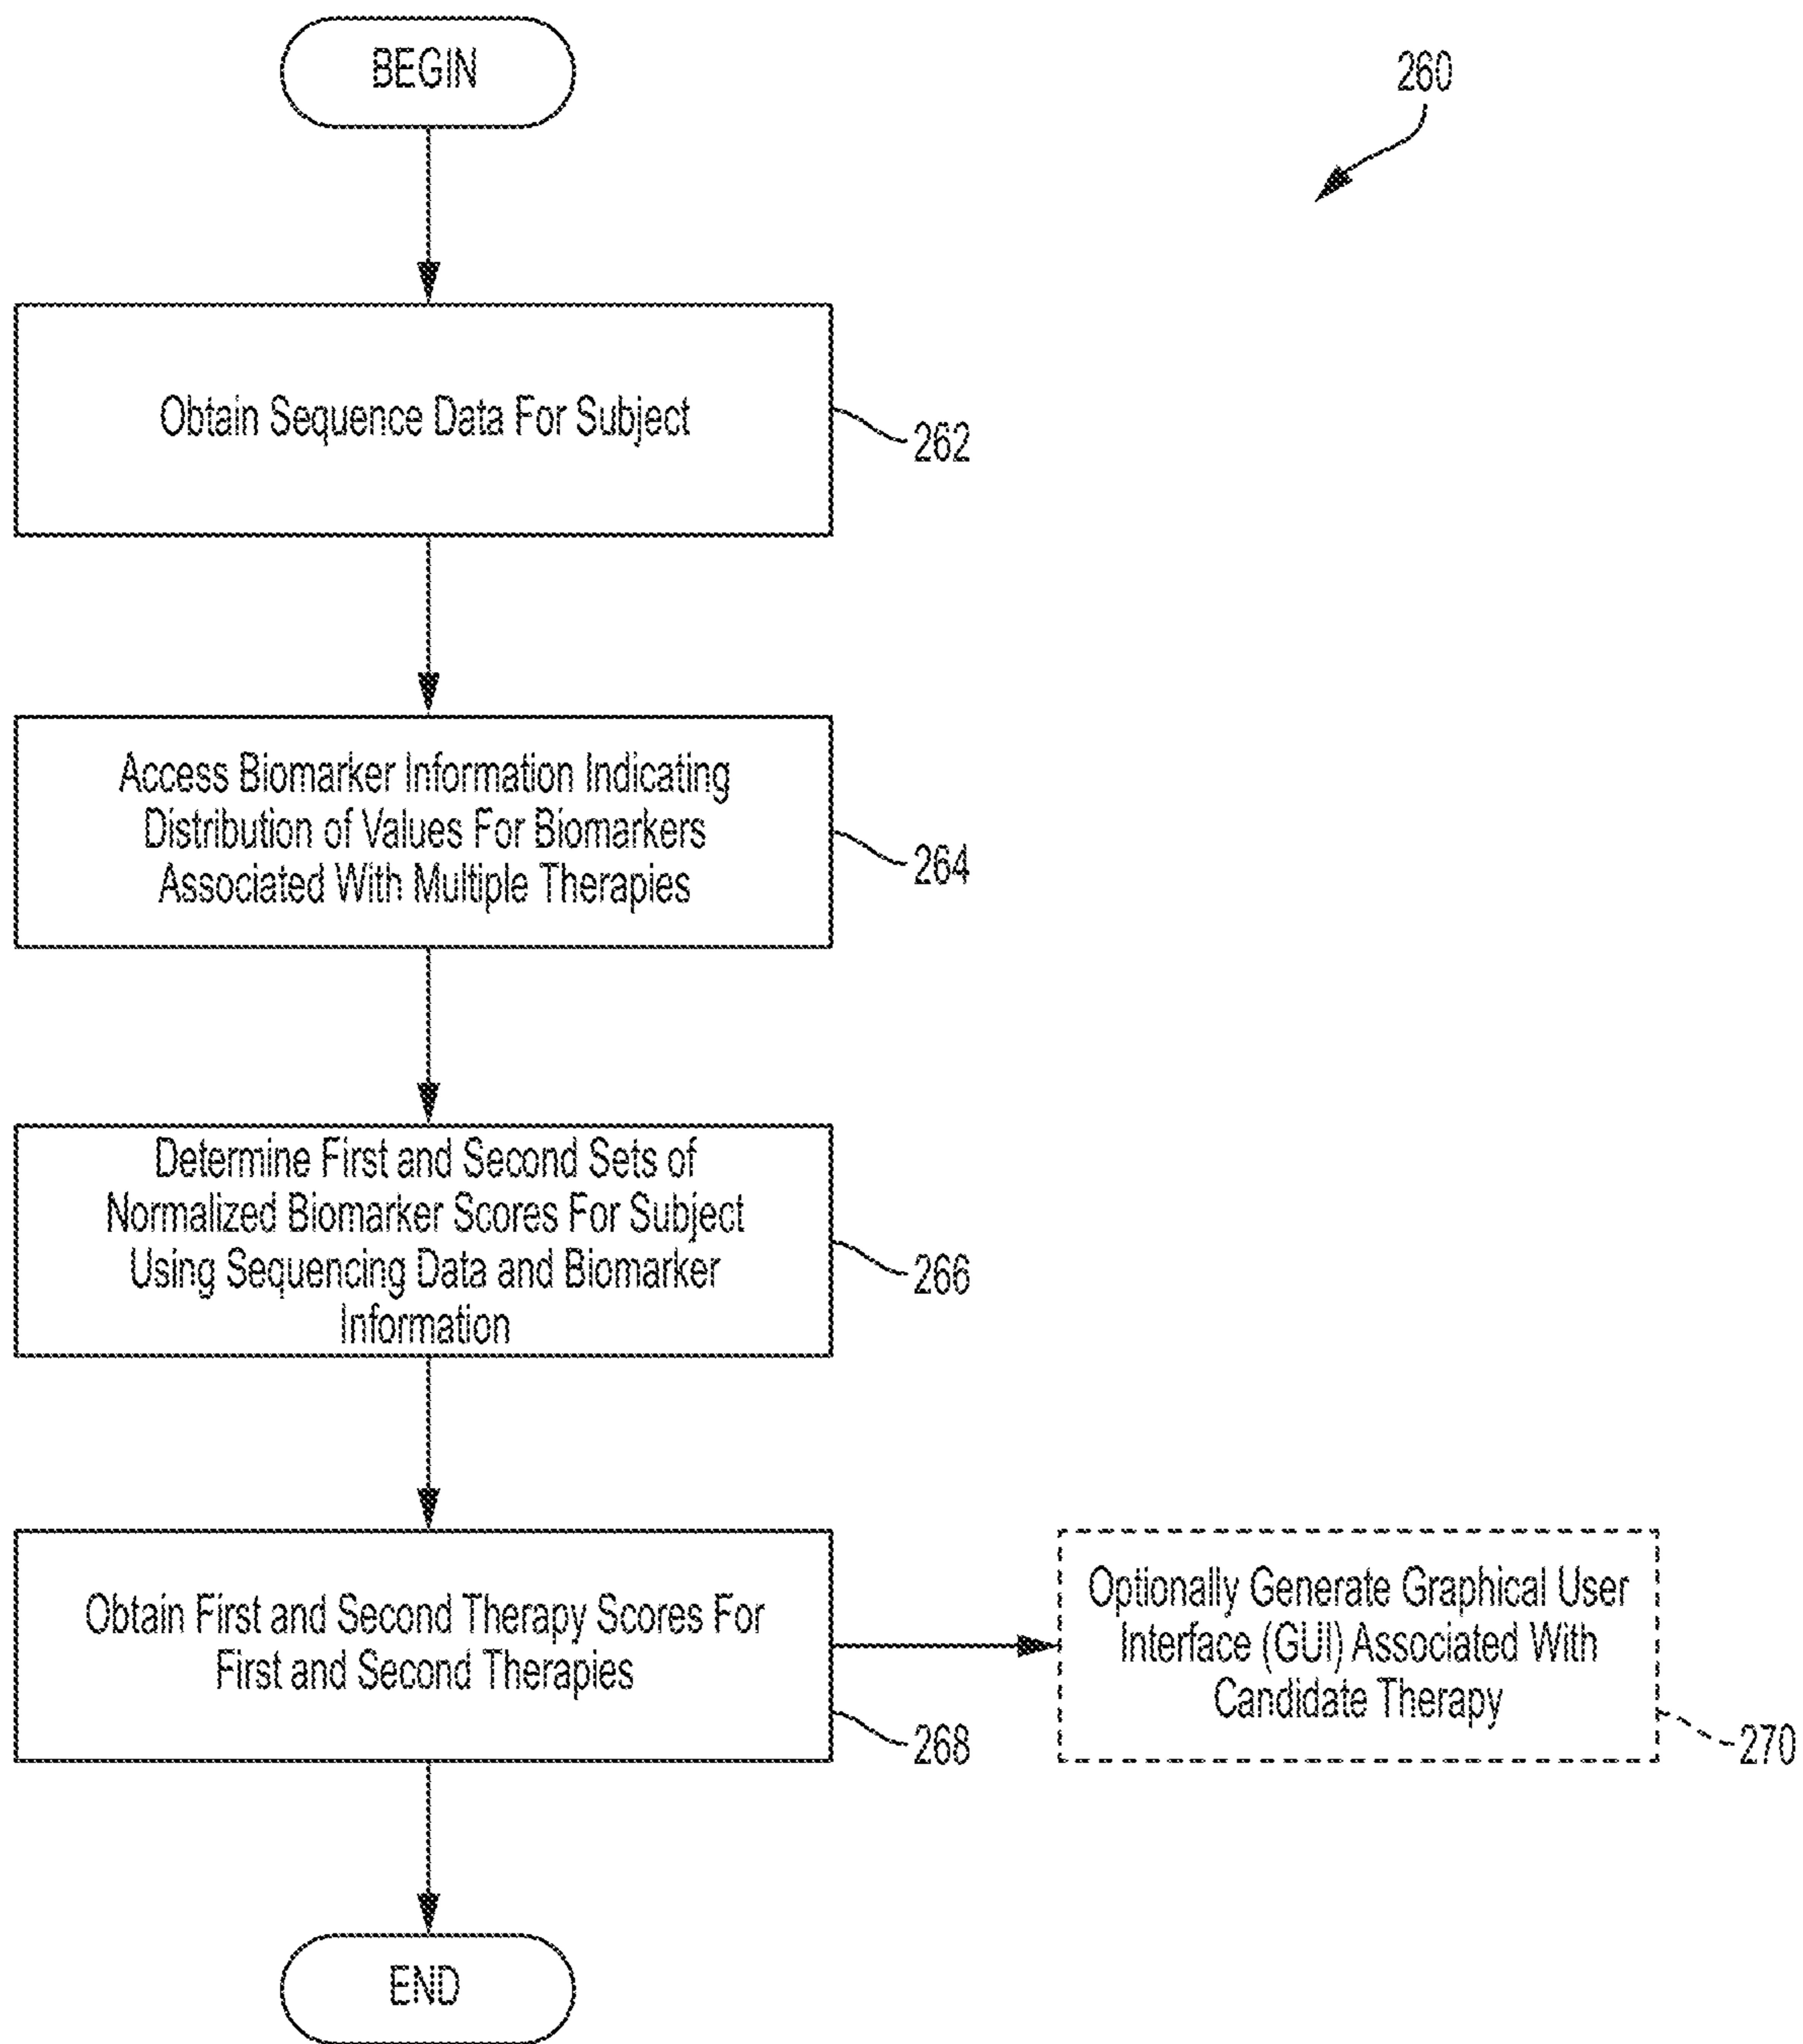 BEGIN
260
Obtain Sequence Data For Subject
262
Access Biomarker Information Indicating
Distribution of Values For Biomarkers
Associated With Multiple Therapies
264
Determine First and Second Sets of
Normalized Biomarker Scores For Subject
Using Sequencing Data and Biomarker
Information
266
Obtain First and Second Therapy Scores For
First and Second Therapies
268
Optionally Generate Graphical User
Interface (GUI) Associated With
Candidate Therapy
270
END